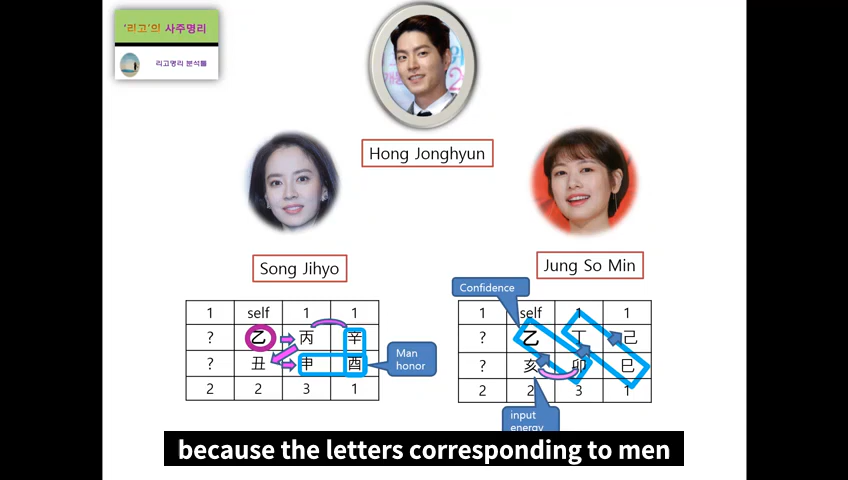 '리고'의 사주명리
리고명리 분석틀
Hong Jonghyun
Song Jihyo
Jung So Min
1 self 1 1
? 乙 丙 辛
? 丑 申 酉
2 2 3 1
Man
honor
Confidence
1 self 1 1
? 乙 丁 己
? 亥 卯 巳
2 2 3 1
input
energy
because the letters corresponding to men